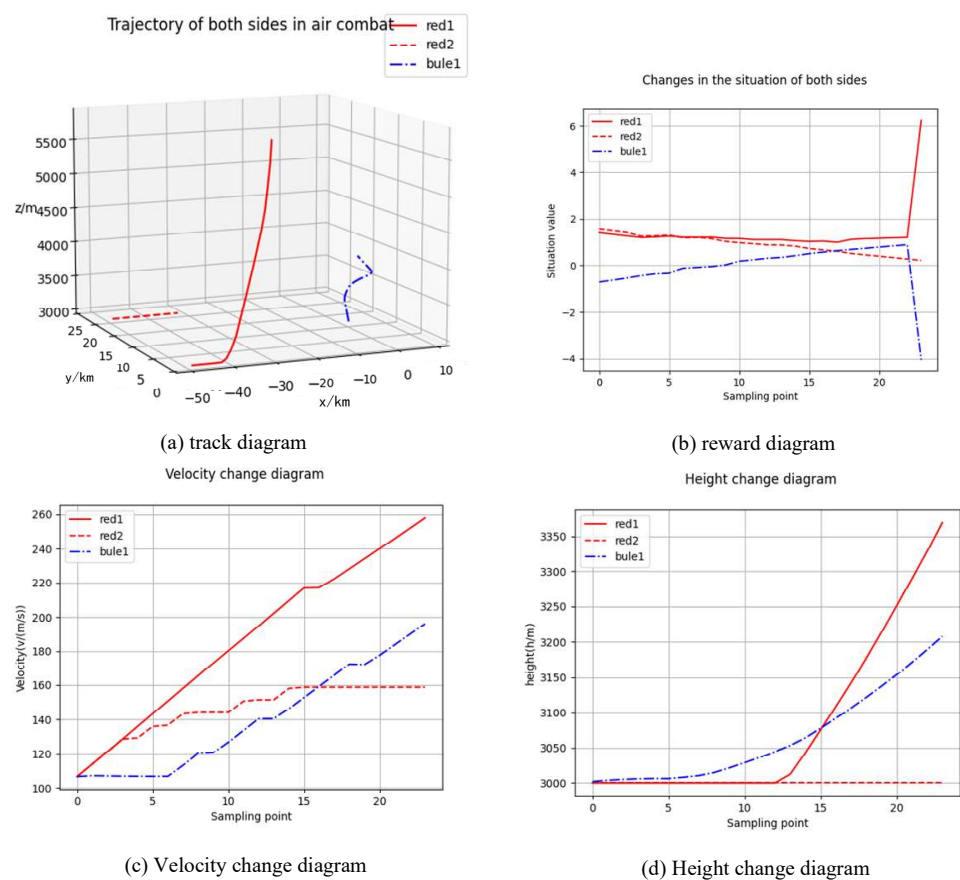 Trajectory of both sides in air combat
red1
red2
bule1
5500
5000
z/m
4500
4000
3500
3000
25
20
15
10
5
0
y/km
−50
−40
−30
−20
−10
0
10
x/km
(a) track diagram
Changes in the situation of both sides
red1
red2
bule1
6
4
2
0
−2
−4
Situation value
0 5 10 15 20
Sampling point
(b) reward diagram
Velocity change diagram
red1
red2
bule1
260
240
220
200
180
160
140
120
100
Velocity(v/(m/s))
0 5 10 15 20
Sampling point
(c) Velocity change diagram
Height change diagram
red1
red2
bule1
3350
3300
3250
3200
3150
3100
3050
3000
height(h/m)
0 5 10 15 20
Sampling point
(d) Height change diagram